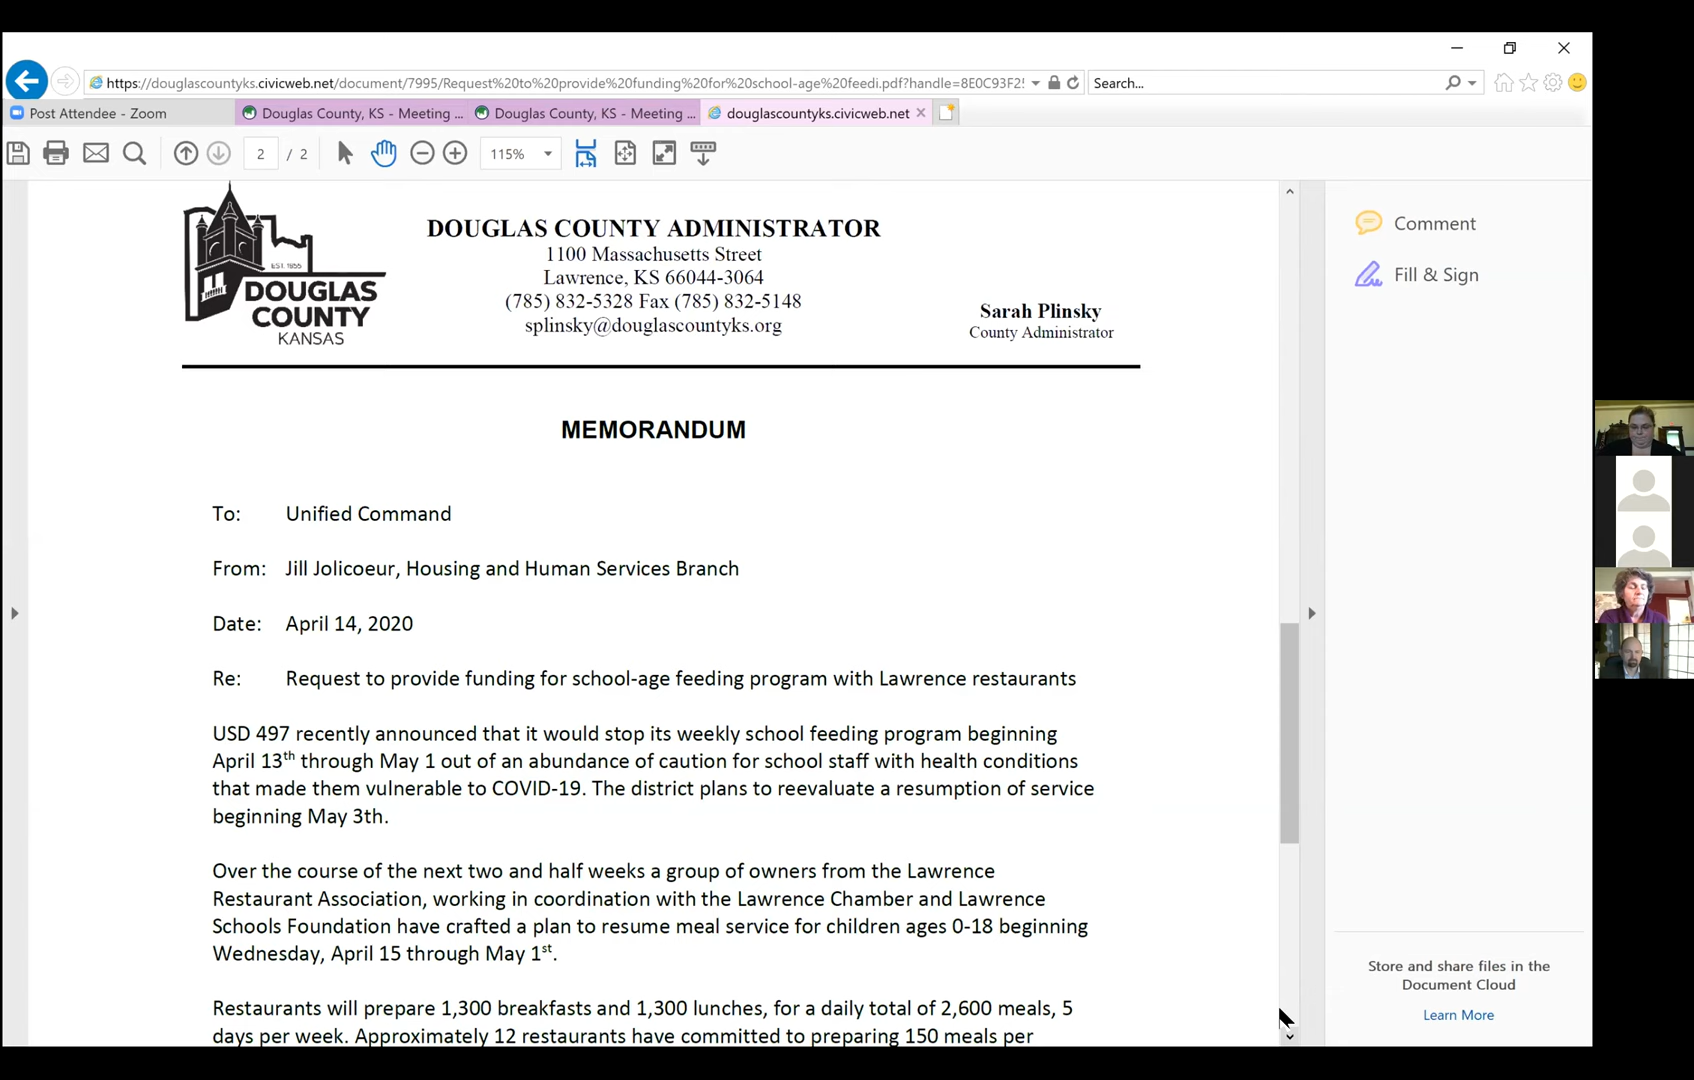 https://douglascountyks.civicweb.net/document/7995/Request%20to%20provide%20funding%20for%20school-age%20feedi.pdf?handle=8E0C93F2!
Search...
Post Attendee - Zoom
Douglas County, KS - Meeting ...
Douglas County, KS - Meeting ...
douglascountyks.civicweb.net
2 / 2
115%
EST. 1855
DOUGLAS
COUNTY
KANSAS
DOUGLAS COUNTY ADMINISTRATOR
1100 Massachusetts Street
Lawrence, KS 66044-3064
(785) 832-5328 Fax (785) 832-5148
splinsky@douglascountyks.org
Sarah Plinsky
County Administrator
MEMORANDUM
To: Unified Command
From: Jill Jolicoeur, Housing and Human Services Branch
Date: April 14, 2020
Re: Request to provide funding for school-age feeding program with Lawrence restaurants
USD 497 recently announced that it would stop its weekly school feeding program beginning
April 13th through May 1 out of an abundance of caution for school staff with health conditions
that made them vulnerable to COVID-19. The district plans to reevaluate a resumption of service
beginning May 3th.
Over the course of the next two and half weeks a group of owners from the Lawrence
Restaurant Association, working in coordination with the Lawrence Chamber and Lawrence
Schools Foundation have crafted a plan to resume meal service for children ages 0-18 beginning
Wednesday, April 15 through May 1st.
Restaurants will prepare 1,300 breakfasts and 1,300 lunches, for a daily total of 2,600 meals, 5
days per week. Approximately 12 restaurants have committed to preparing 150 meals per
Comment
Fill & Sign
Store and share files in the
Document Cloud
Learn More